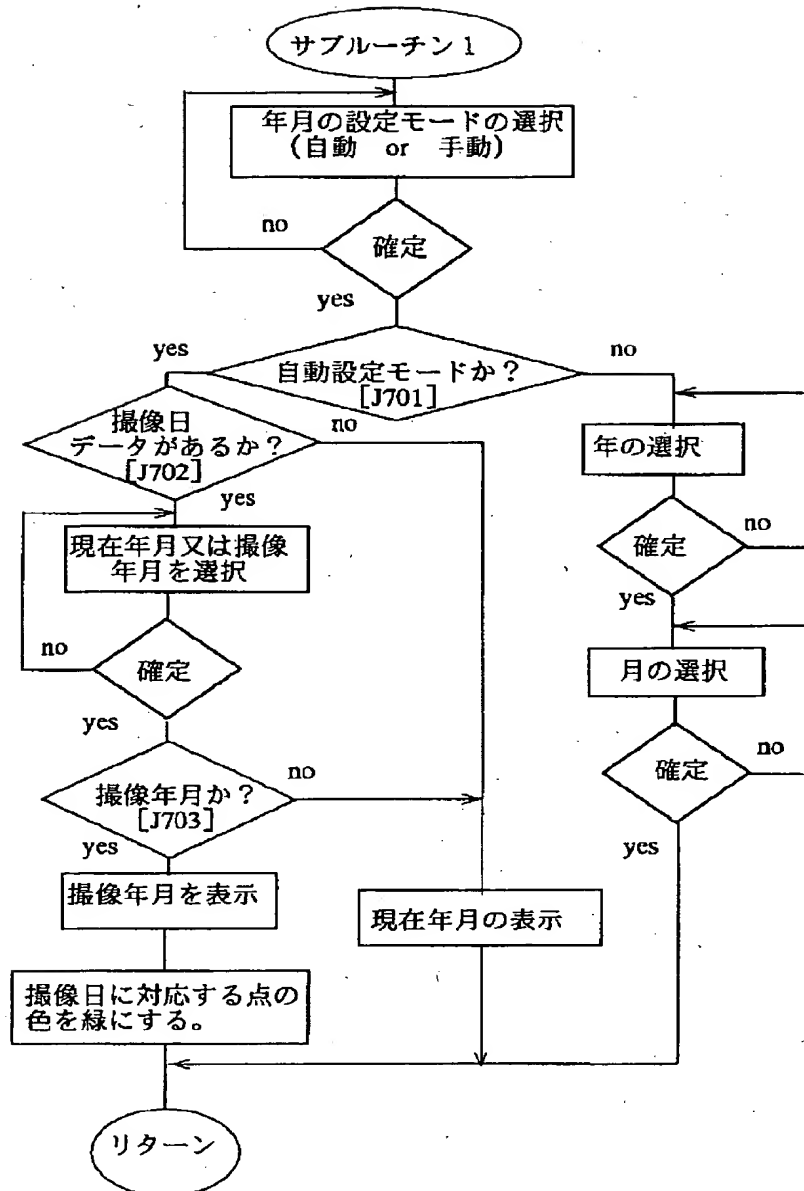 サブルーチン1
年月の設定モードの選択
(自動 or 手動)
no
確定
yes
yes
自動設定モードか?
[J701]
no
撮像日
データがあるか?
[J702]
no
yes
年の選択
現在年月又は撮像
年月を選択
確定
no
yes
no
確定
月の選択
yes
撮像年月か?
[J703]
no
確定
no
yes
yes
撮像年月を表示
現在年月の表示
撮像日に対応する点の
色を緑にする。
リターン